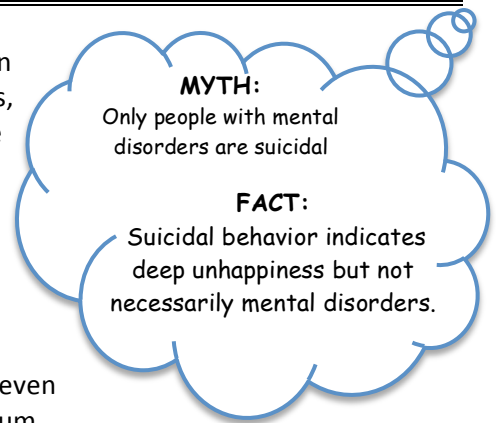 MYTH:
Only people with mental
disorders are suicidal
FACT:
Suicidal behavior indicates
deep unhappiness but not
necessarily mental disorders.
even